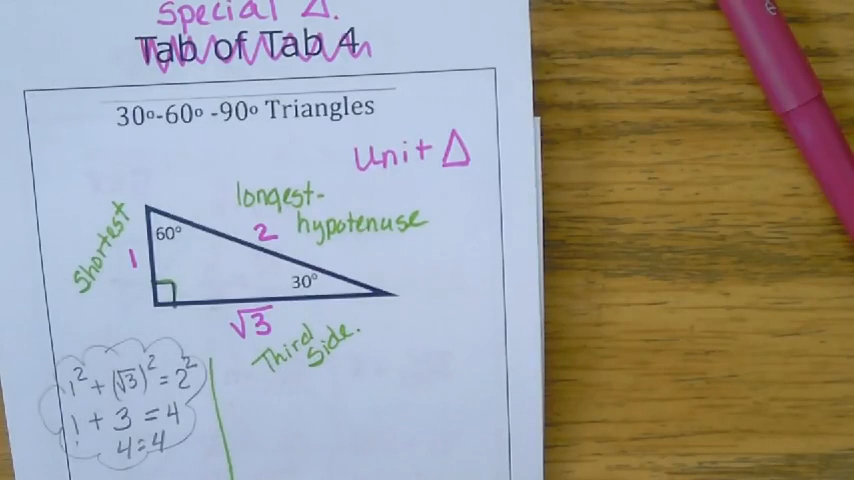 Special Δ.
Tab of Tab 4
30°-60° -90° Triangles
Unit Δ
longest-
hypotenuse
Shortest
60°
2
1
30°
√3
Third
Side.
1² + (√3)² = 2²
1 + 3 = 4
4=4